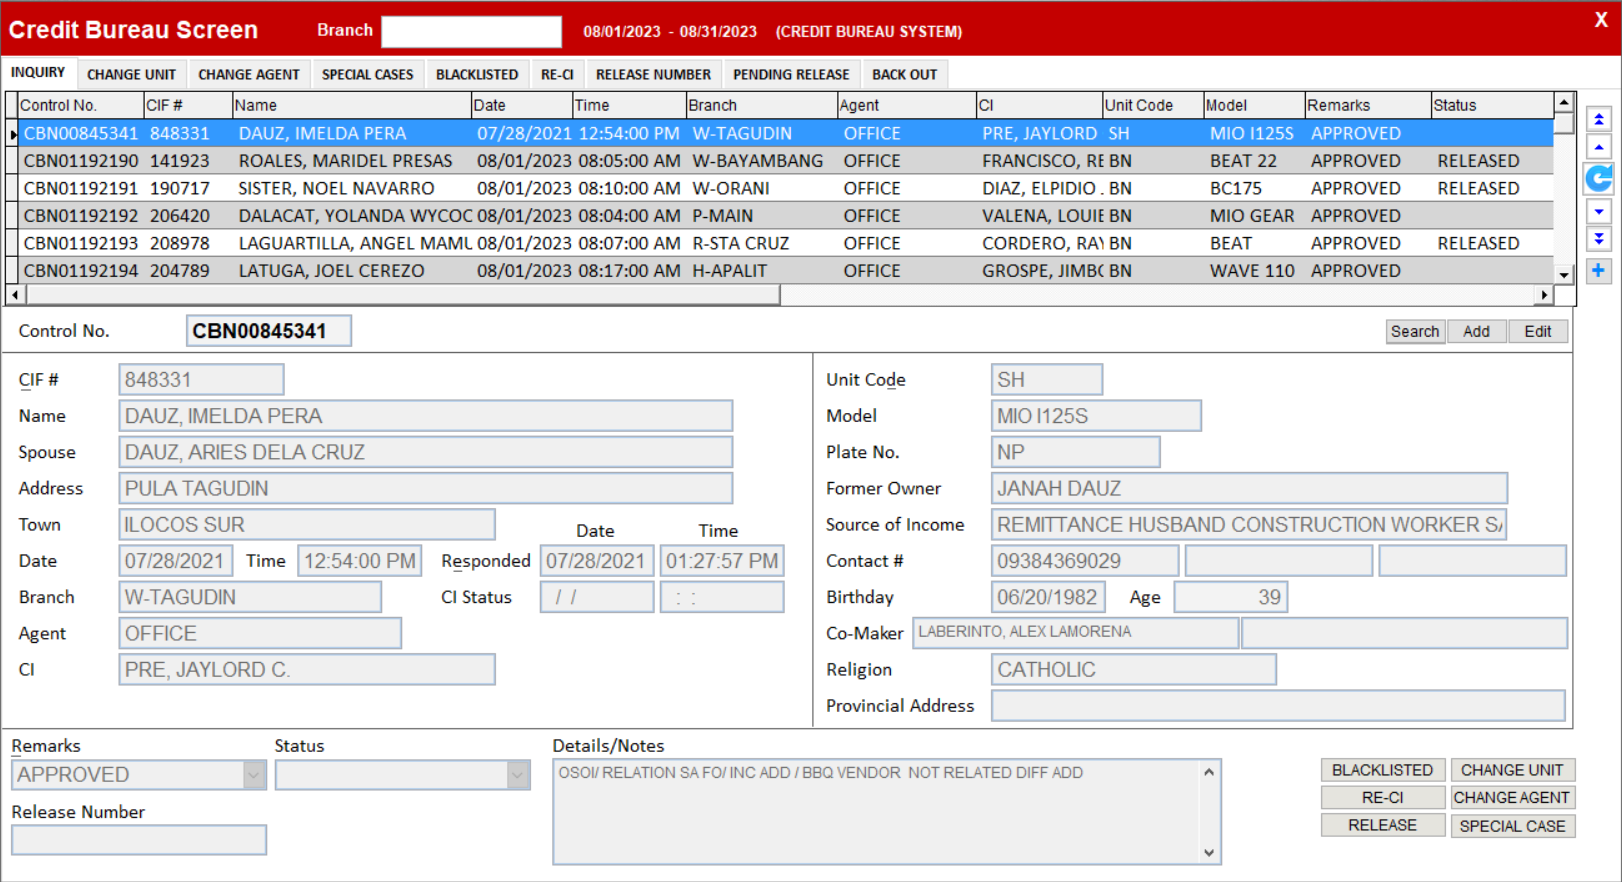 Credit Bureau Screen Branch 08/01/2023 - 08/31/2023 (CREDIT BUREAU SYSTEM) X
INQUIRY CHANGE UNIT CHANGE AGENT SPECIAL CASES BLACKLISTED RE-CI RELEASE NUMBER PENDING RELEASE BACK OUT
Control No. CIF # Name Date Time Branch Agent CI Unit Code Model Remarks Status
CBN00845341 848331 DAUZ, IMELDA PERA 07/28/2021 12:54:00 PM W-TAGUDIN OFFICE PRE, JAYLORD SH MIO I125S APPROVED
CBN01192190 141923 ROALES, MARIDEL PRESAS 08/01/2023 08:05:00 AM W-BAYAMBANG OFFICE FRANCISCO, RE BN BEAT 22 APPROVED RELEASED
CBN01192191 190717 SISTER, NOEL NAVARRO 08/01/2023 08:10:00 AM W-ORANI OFFICE DIAZ, ELPIDIO . BN BC175 APPROVED RELEASED
CBN01192192 206420 DALACAT, YOLANDA WYCOC 08/01/2023 08:04:00 AM P-MAIN OFFICE VALENA, LOUIE BN MIO GEAR APPROVED
CBN01192193 208978 LAGUARTILLA, ANGEL MAMU 08/01/2023 08:07:00 AM R-STA CRUZ OFFICE CORDERO, RAY BN BEAT APPROVED RELEASED
CBN01192194 204789 LATUGA, JOEL CEREZO 08/01/2023 08:17:00 AM H-APALIT OFFICE GROSPE, JIMBO BN WAVE 110 APPROVED
Control No. CBN00845341 Search Add Edit
CIF # 848331
Name DAUZ, IMELDA PERA
Spouse DAUZ, ARIES DELA CRUZ
Address PULA TAGUDIN
Town ILOCOS SUR
Date Time
Date 07/28/2021 Time 12:54:00 PM Responded 07/28/2021 01:27:57 PM
Branch W-TAGUDIN CI Status / / : :
Agent OFFICE
CI PRE, JAYLORD C.
Unit Code SH
Model MIO I125S
Plate No. NP
Former Owner JANAH DAUZ
Source of Income REMITTANCE HUSBAND CONSTRUCTION WORKER SA
Contact # 09384369029
Birthday 06/20/1982 Age 39
Co-Maker LABERINTO, ALEX LAMORENA
Religion CATHOLIC
Provincial Address
Remarks Status Details/Notes
APPROVED
OSOI/ RELATION SA FO/ INC ADD / BBQ VENDOR NOT RELATED DIFF ADD
Release Number
BLACKLISTED CHANGE UNIT
RE-CI CHANGE AGENT
RELEASE SPECIAL CASE